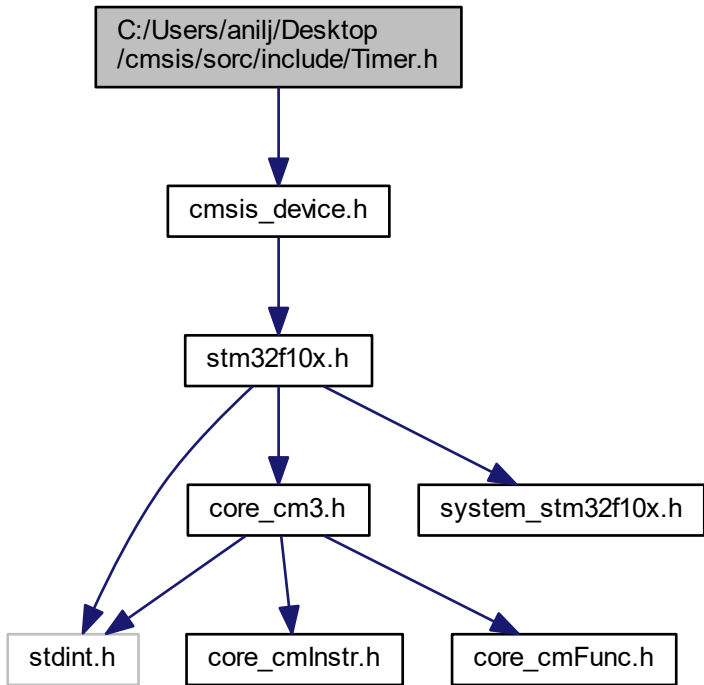 C:/Users/anilj/Desktop
/cmsis/sorc/include/Timer.h
cmsis_device.h
stm32f10x.h
core_cm3.h
system_stm32f10x.h
stdint.h
core_cmInstr.h
core_cmFunc.h